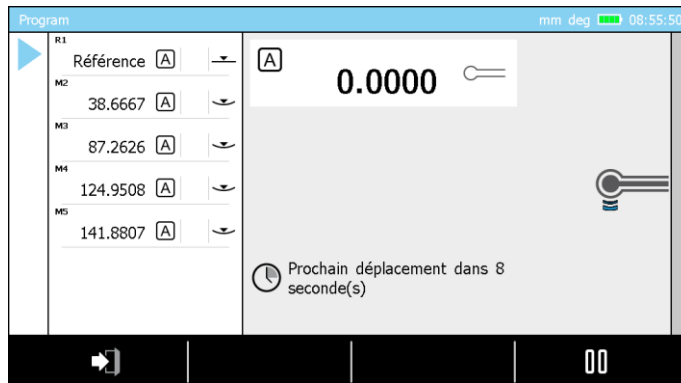 Program
mm deg 08:55:50
R1
Référence A
M2
38.6667 A
M3
87.2626 A
M4
124.9508 A
M5
141.8807 A
A
0.0000
Prochain déplacement dans 8
seconde(s)